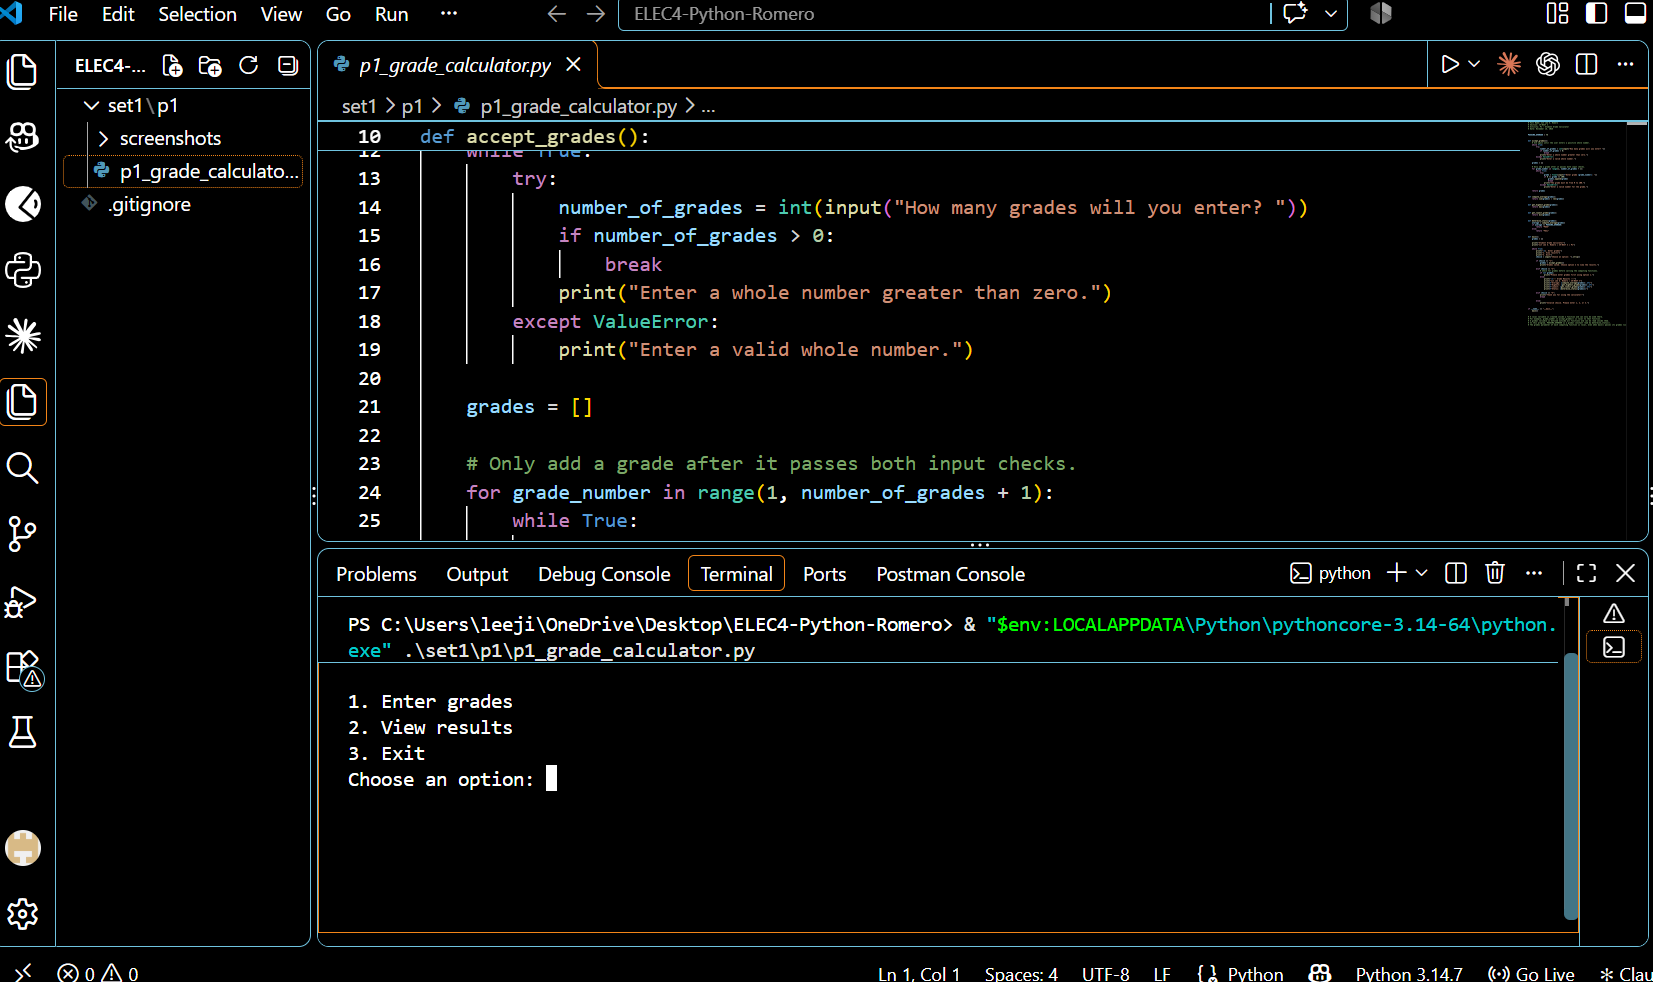 File Edit Selection View Go Run ··· ELEC4-Python-Romero
ELEC4-...
set1\p1
screenshots
p1_grade_calculato...
.gitignore
p1_grade_calculator.py
set1 > p1 > p1_grade_calculator.py > ...
10 def accept_grades():
12 while True:
13 try:
14 number_of_grades = int(input("How many grades will you enter? "))
15 if number_of_grades > 0:
16 break
17 print("Enter a whole number greater than zero.")
18 except ValueError:
19 print("Enter a valid whole number.")
20
21 grades = []
22
23 # Only add a grade after it passes both input checks.
24 for grade_number in range(1, number_of_grades + 1):
25 while True:
Problems Output Debug Console Terminal Ports Postman Console python
PS C:\Users\leeji\OneDrive\Desktop\ELEC4-Python-Romero> & "$env:LOCALAPPDATA\Python\pythoncore-3.14-64\python.
exe" .\set1\p1\p1_grade_calculator.py
1. Enter grades
2. View results
3. Exit
Choose an option:
0 0 Ln 1, Col 1 Spaces: 4 UTF-8 LF Python Python 3.14.7 Go Live Clau